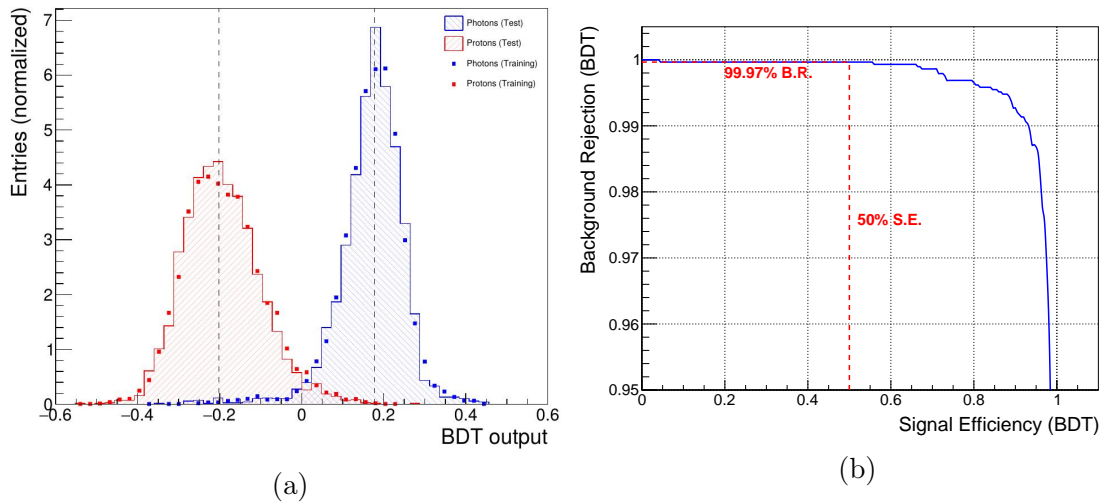 Entries (normalized)
7
6
5
4
3
2
1
0
−0.6
−0.4
−0.2
0
0.2
0.4
0.6
BDT output
Photons (Test)
Protons (Test)
Photons (Training)
Protons (Training)
(a)
Background Rejection (BDT)
1
0.99
0.98
0.97
0.96
0.95
0
0.2
0.4
0.6
0.8
1
Signal Efficiency (BDT)
99.97% B.R.
50% S.E.
(b)